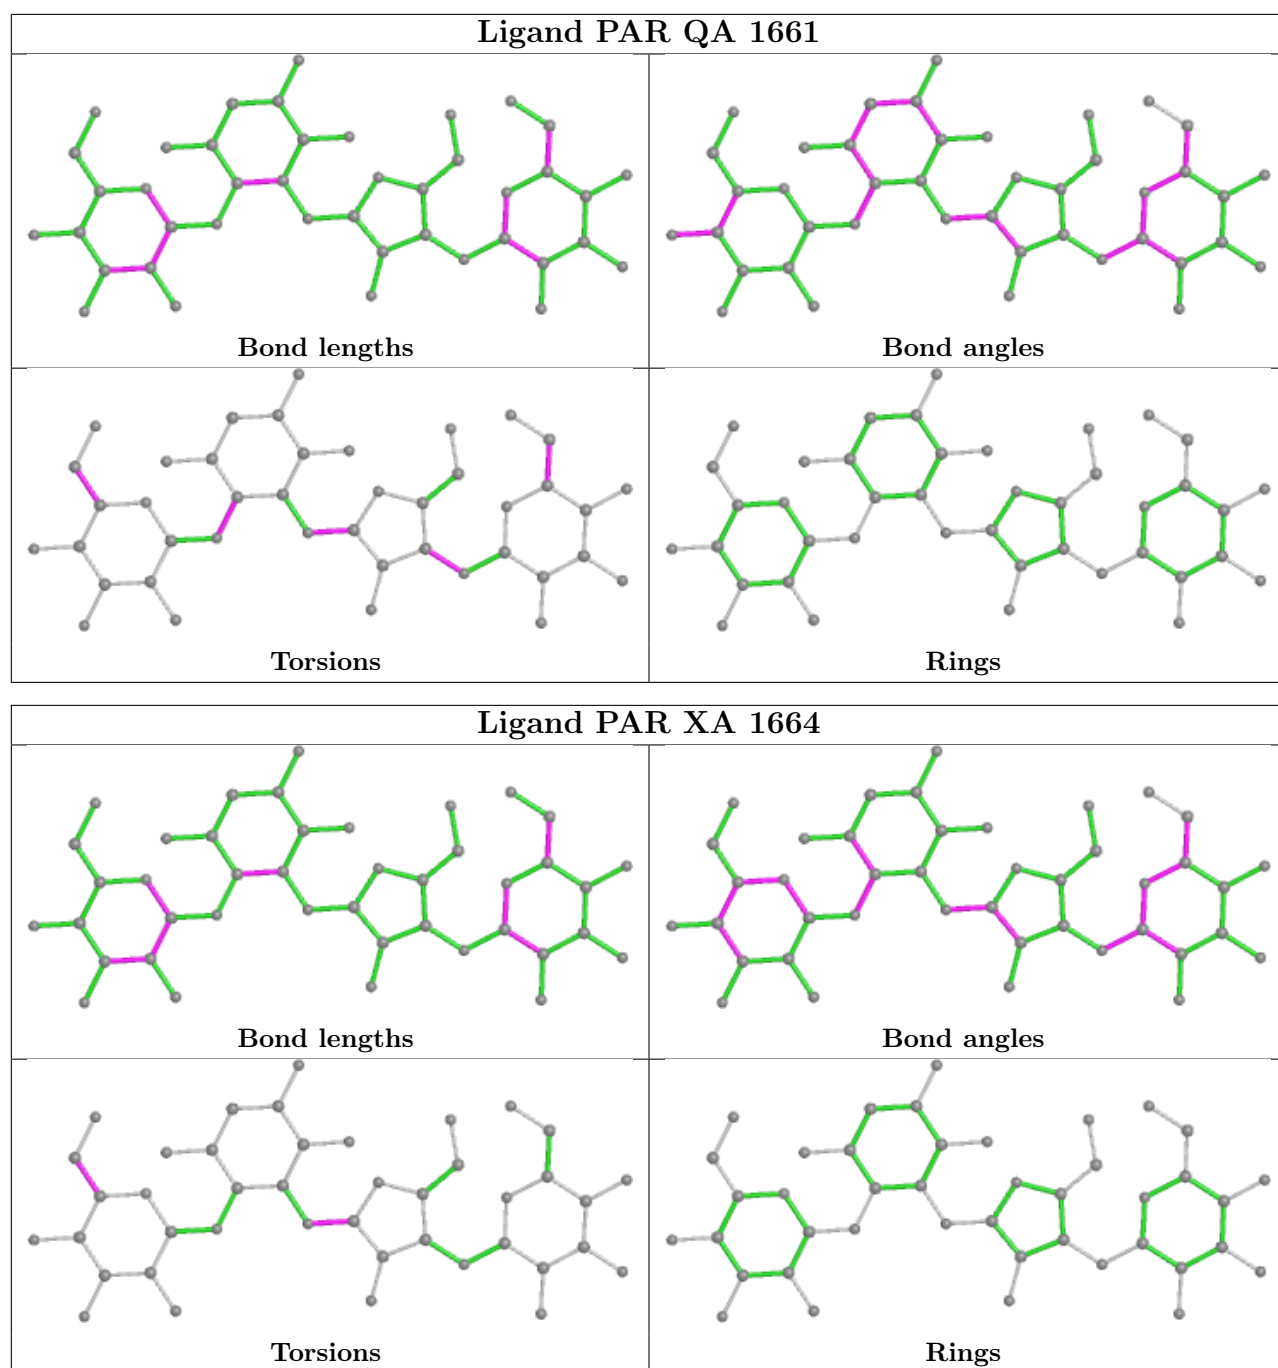 Ligand PAR QA 1661
Bond lengths
Bond angles
Torsions
Rings
Ligand PAR XA 1664
Bond lengths
Bond angles
Torsions
Rings